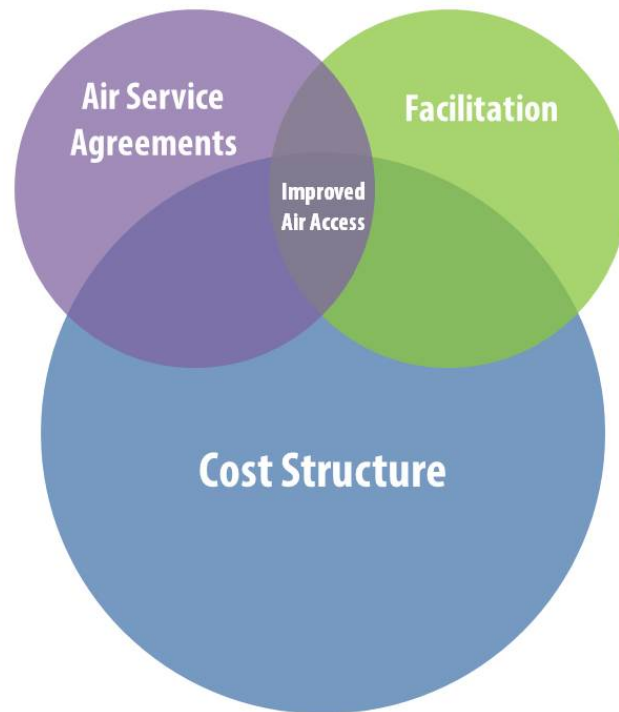 Air Service
Agreements
Facilitation
Improved
Air Access
Cost Structure